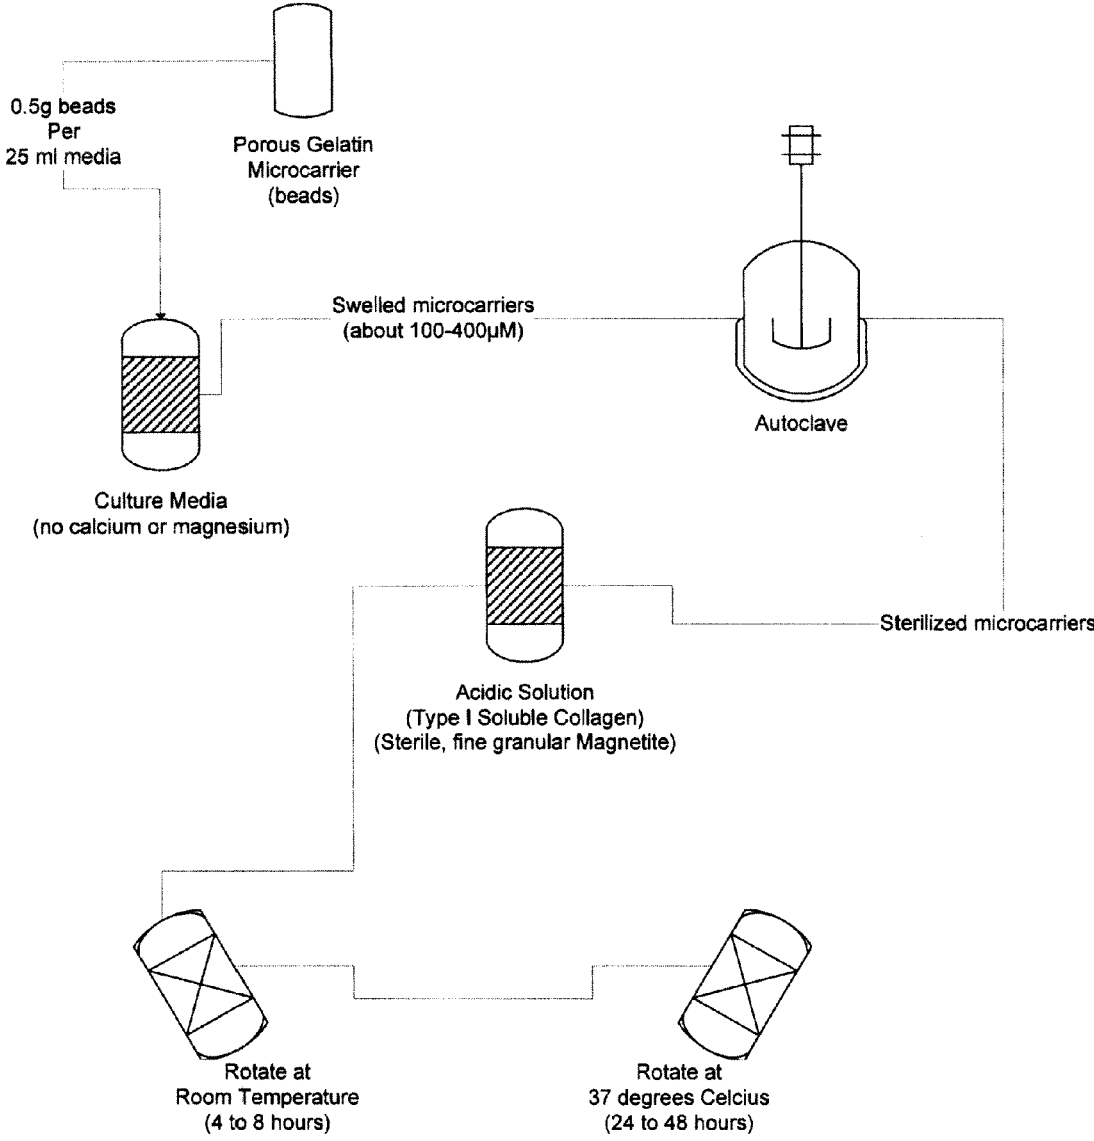 0.5g beads
Per
25 ml media
Porous Gelatin
Microcarrier
(beads)
Swelled microcarriers
(about 100-400µM)
Autoclave
Culture Media
(no calcium or magnesium)
Sterilized microcarriers
Acidic Solution
(Type I Soluble Collagen)
(Sterile, fine granular Magnetite)
Rotate at
Room Temperature
(4 to 8 hours)
Rotate at
37 degrees Celcius
(24 to 48 hours)